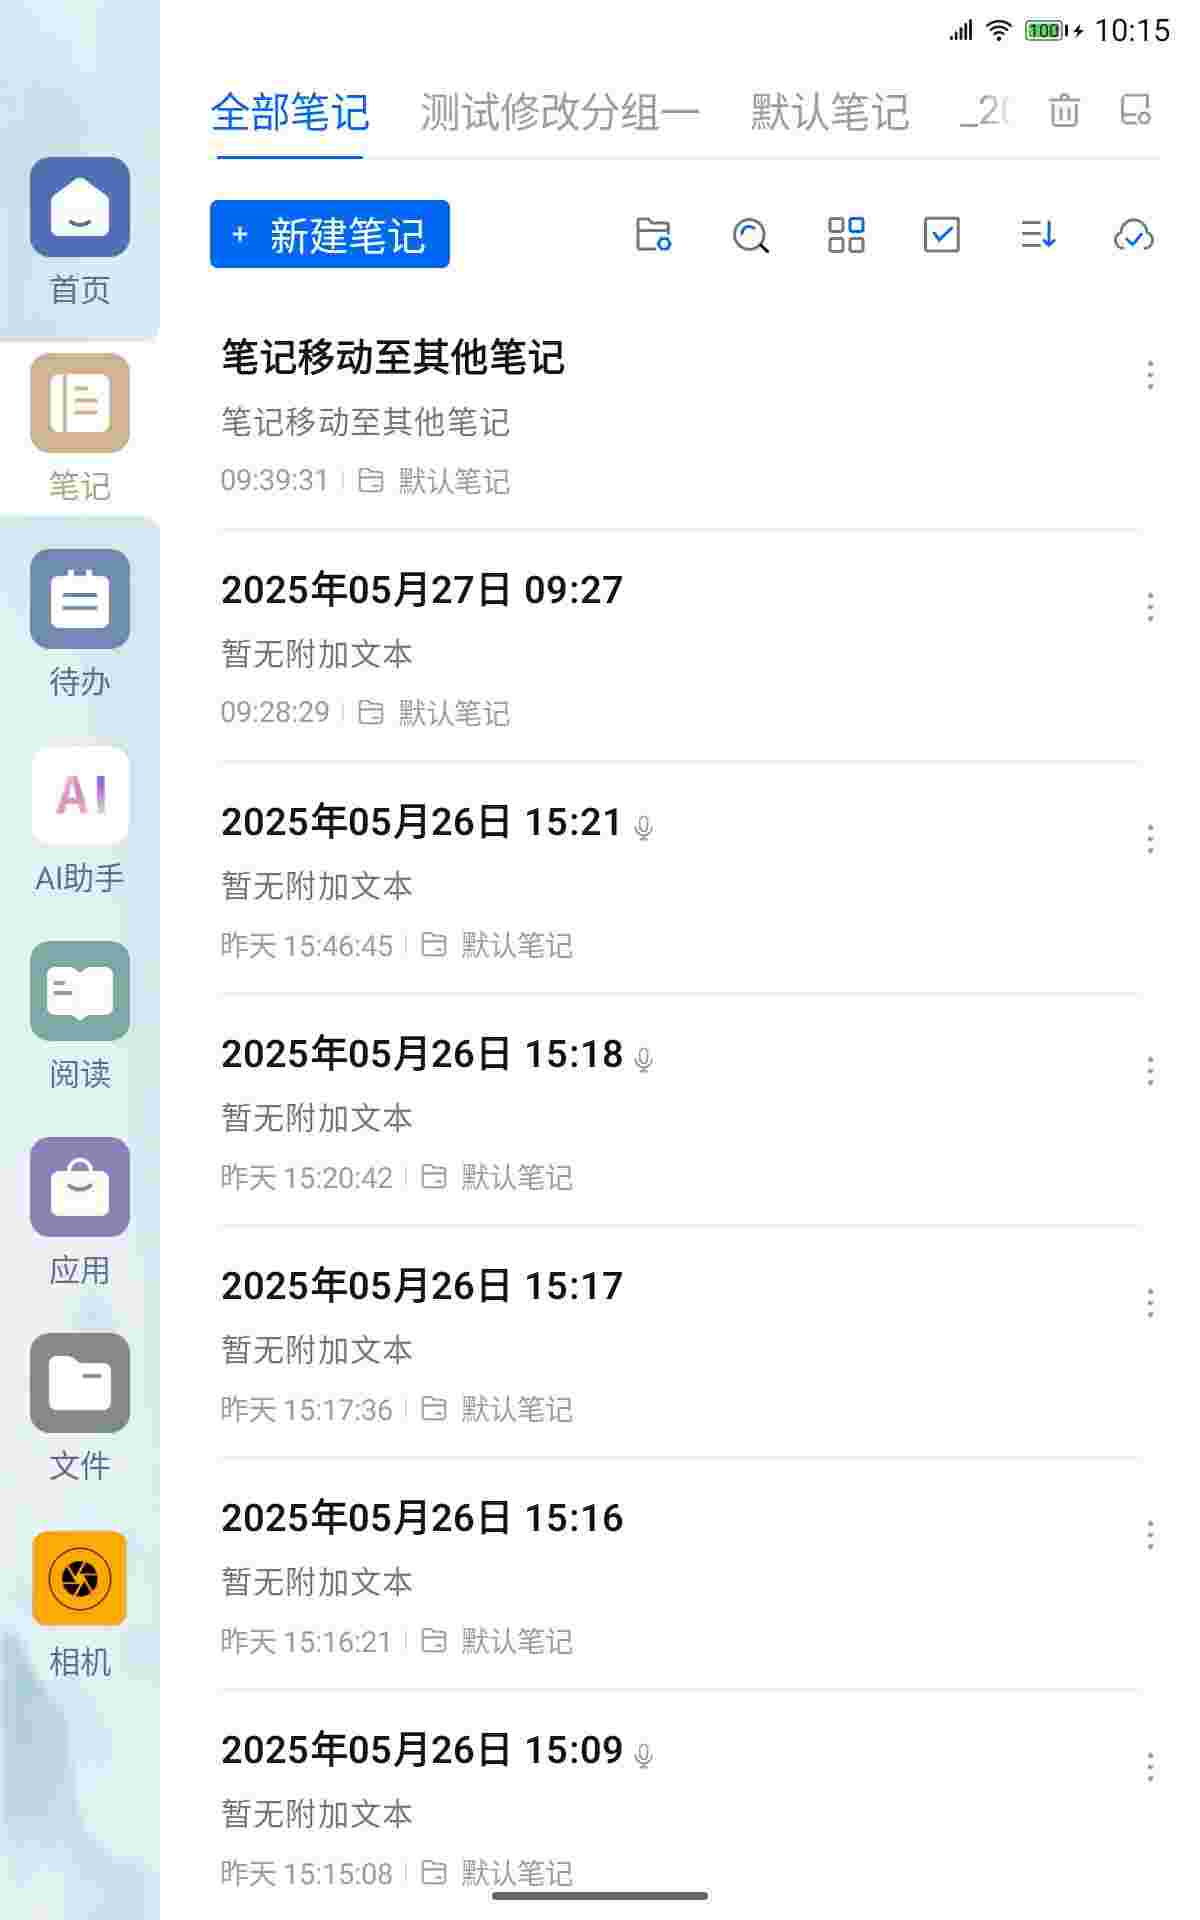 100 10:15
全部笔记 测试修改分组一 默认笔记 _20
+ 新建笔记
首页
笔记
待办
AI
AI助手
阅读
应用
文件
相机
笔记移动至其他笔记
笔记移动至其他笔记
09:39:31 默认笔记
2025年05月27日 09:27
暂无附加文本
09:28:29 默认笔记
2025年05月26日 15:21
暂无附加文本
昨天 15:46:45 默认笔记
2025年05月26日 15:18
暂无附加文本
昨天 15:20:42 默认笔记
2025年05月26日 15:17
暂无附加文本
昨天 15:17:36 默认笔记
2025年05月26日 15:16
暂无附加文本
昨天 15:16:21 默认笔记
2025年05月26日 15:09
暂无附加文本
昨天 15:15:08 默认笔记